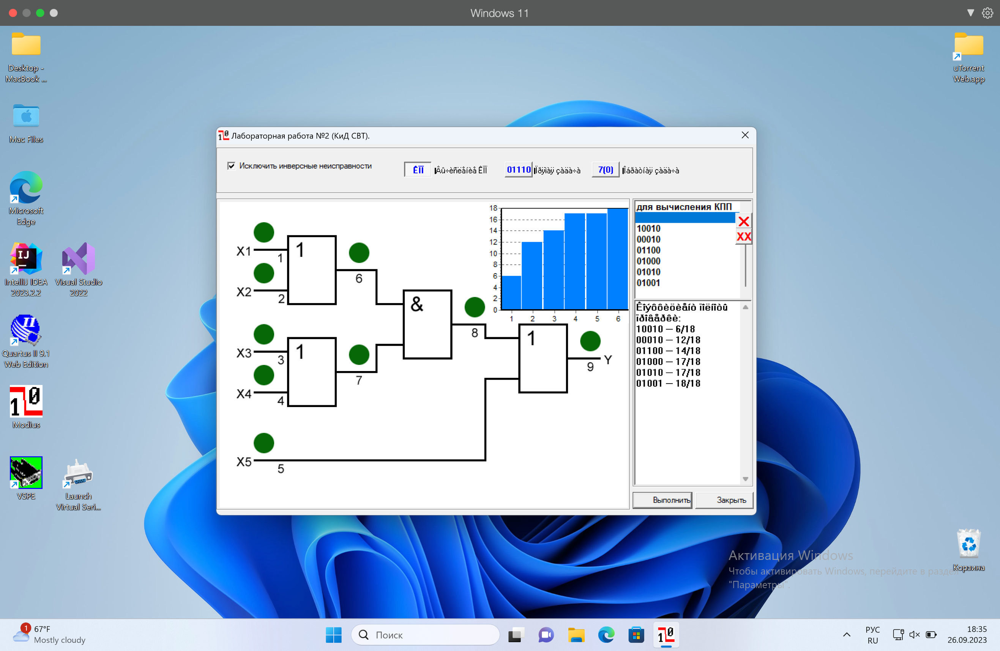 Windows 11
Desktop -
MacBook ...
Mac Files
Microsoft
Edge
IntelliJ IDEA
2023.2.2
Visual Studio
2022
Quartus II 9.1
Web Edition
Modius
VSPE
Launch
Virtual Seri...
uTorrent
Web.app
Корзина
Лабораторная работа №2 (КиД СВТ).
Исключить инверсные неисправности
ÊÏÏ
Âû÷èñëåíèå ÊÏÏ
01110
Ïðÿìàÿ çàäà÷à
7(0)
Îáðàòíàÿ çàäà÷à
X1
1
X2
2
1
6
X3
3
X4
4
1
7
&
8
1
9
Y
X5
5
18
16
14
12
10
8
6
4
2
0
1 2 3 4 5 6
для вычисления КПП
X
XX
10010
00010
01100
01000
01010
01001
Êîýôôèöèåíò ïîëíîòû
ïðîâåðêè:
10010 – 6/18
00010 – 12/18
01100 – 14/18
01000 – 17/18
01010 – 17/18
01001 – 18/18
Выполнить
Закрыть
Активация Windows
Чтобы активировать Windows, перейдите в раздел
"Параметры".
1
67°F
Mostly cloudy
Поиск
РУС
RU
18:35
26.09.2023